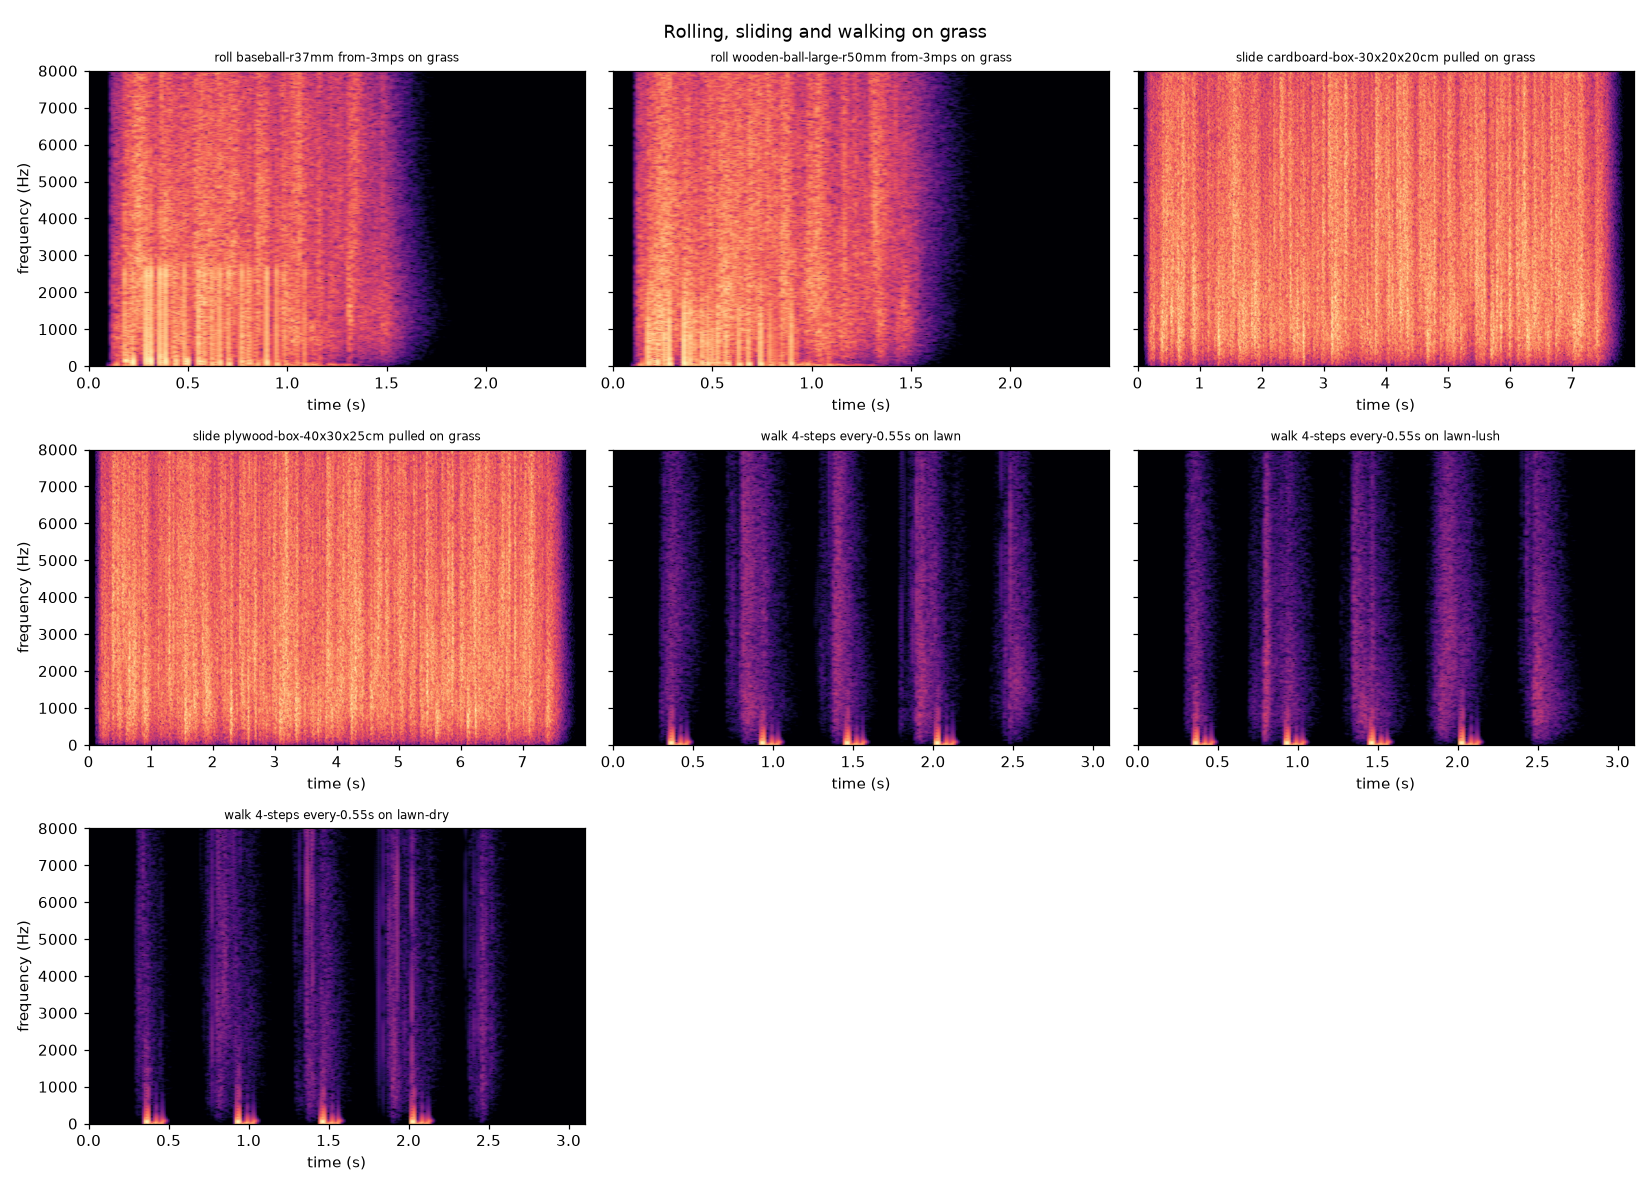 Rolling, sliding and walking on grass
roll baseball-r37mm from-3mps on grass
roll wooden-ball-large-r50mm from-3mps on grass
slide cardboard-box-30x20x20cm pulled on grass
8000
7000
6000
5000
4000
3000
2000
1000
0
frequency (Hz)
0.0 0.5 1.0 1.5 2.0
time (s)
0.0 0.5 1.0 1.5 2.0
time (s)
0 1 2 3 4 5 6 7
time (s)
slide plywood-box-40x30x25cm pulled on grass
walk 4-steps every-0.55s on lawn
walk 4-steps every-0.55s on lawn-lush
8000
7000
6000
5000
4000
3000
2000
1000
0
frequency (Hz)
0 1 2 3 4 5 6 7
time (s)
0.0 0.5 1.0 1.5 2.0 2.5 3.0
time (s)
0.0 0.5 1.0 1.5 2.0 2.5 3.0
time (s)
walk 4-steps every-0.55s on lawn-dry
8000
7000
6000
5000
4000
3000
2000
1000
0
frequency (Hz)
0.0 0.5 1.0 1.5 2.0 2.5 3.0
time (s)